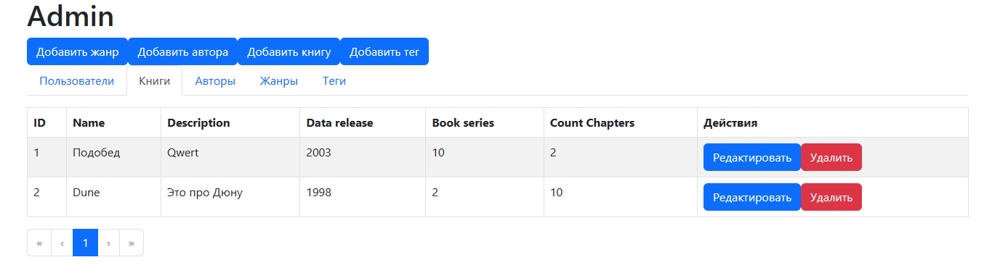 Admin
Добавить жанр Добавить автора Добавить книгу Добавить тег
Пользователи Книги Авторы Жанры Теги
ID Name Description Data release Book series Count Chapters Действия
1 Подобед Qwert 2003 10 2 Редактировать Удалить
2 Dune Это про Дюну 1998 2 10 Редактировать Удалить
« ‹ 1 › »